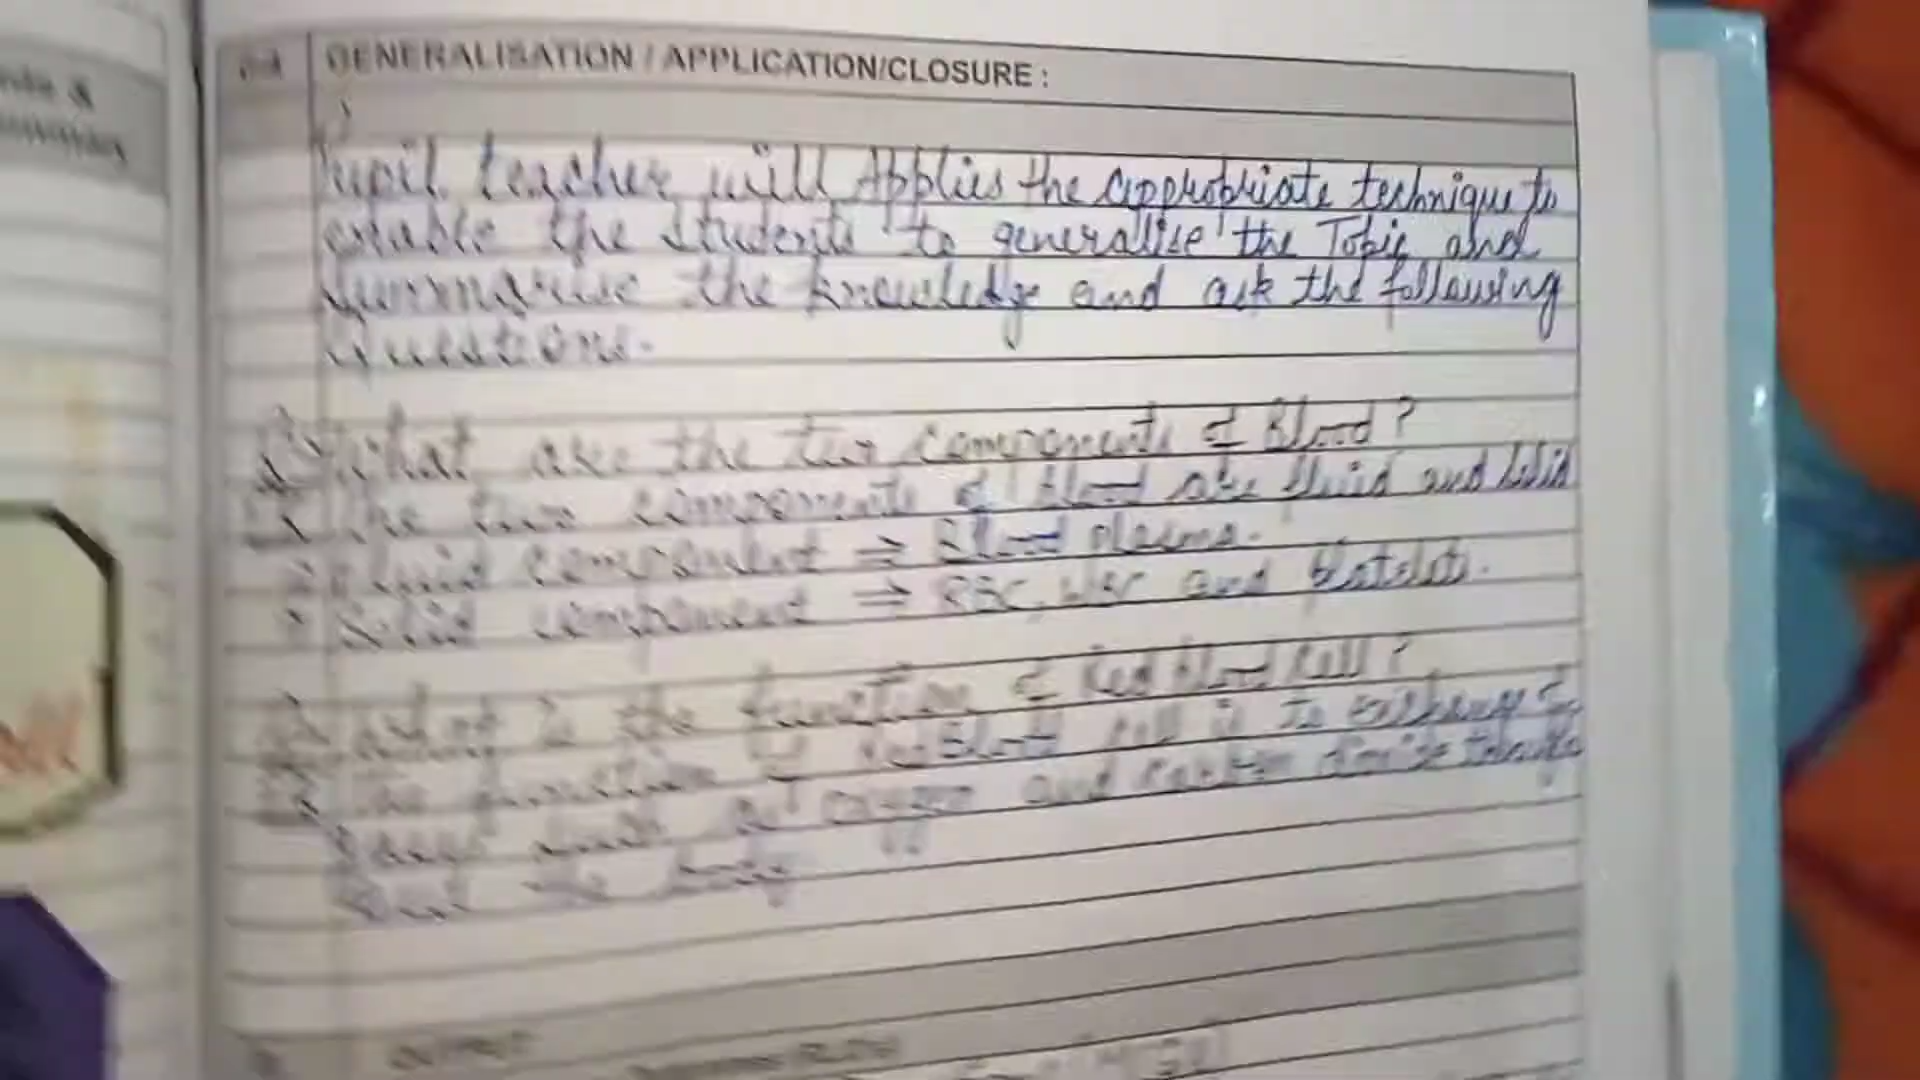 GENERALISATION / APPLICATION/CLOSURE :
Pupil teacher will Applies the appropriate technique to
enable the students to generalise the Topic and
Summarise the knowledge and ask the following
Questions.
What are the two components of Blood?
The two components of Blood are fluid and solid
Fluid component ⇒ Blood plasma.
Solid component ⇒ RBC, WBC and Platelets.
What is the function of Red Blood Cell?
The function of Red Blood Cell is to exchange of
oxygen and carbon dioxide through
the body